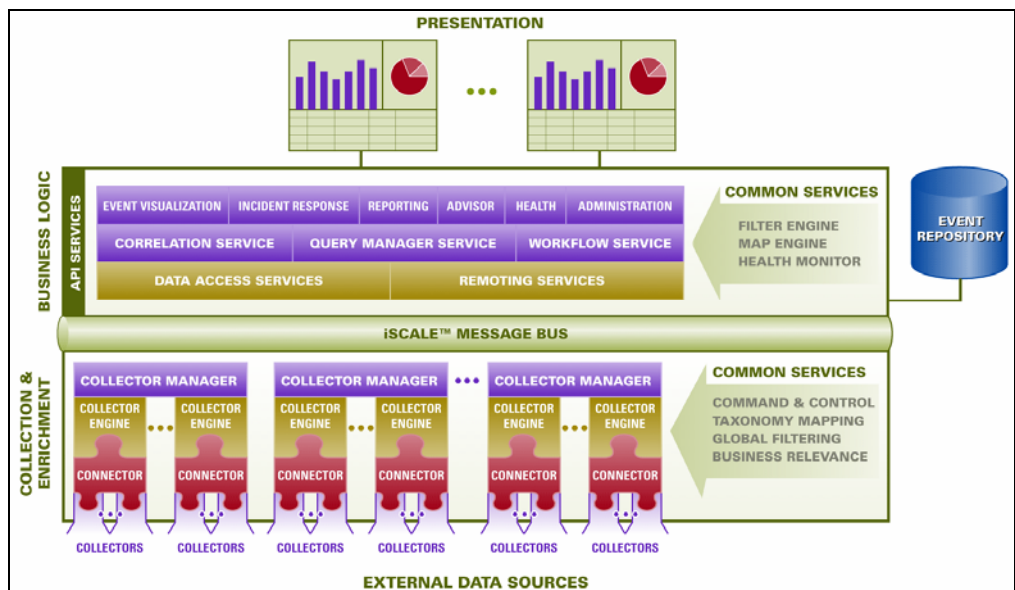 PRESENTATION
•••
BUSINESS LOGIC
API SERVICES
EVENT VISUALIZATION
INCIDENT RESPONSE
REPORTING
ADVISOR
HEALTH
ADMINISTRATION
CORRELATION SERVICE
QUERY MANAGER SERVICE
WORKFLOW SERVICE
DATA ACCESS SERVICES
REMOTING SERVICES
COMMON SERVICES
FILTER ENGINE
MAP ENGINE
HEALTH MONITOR
EVENT
REPOSITORY
iSCALE™ MESSAGE BUS
COLLECTION &
ENRICHMENT
COLLECTOR MANAGER
COLLECTOR MANAGER
•••
COLLECTOR MANAGER
COLLECTOR
ENGINE
•••
COLLECTOR
ENGINE
COLLECTOR
ENGINE
•••
COLLECTOR
ENGINE
COLLECTOR
ENGINE
•••
COLLECTOR
ENGINE
CONNECTOR
CONNECTOR
CONNECTOR
CONNECTOR
CONNECTOR
CONNECTOR
COLLECTORS
COLLECTORS
COLLECTORS
COLLECTORS
COLLECTORS
COLLECTORS
COMMON SERVICES
COMMAND & CONTROL
TAXONOMY MAPPING
GLOBAL FILTERING
BUSINESS RELEVANCE
EXTERNAL DATA SOURCES